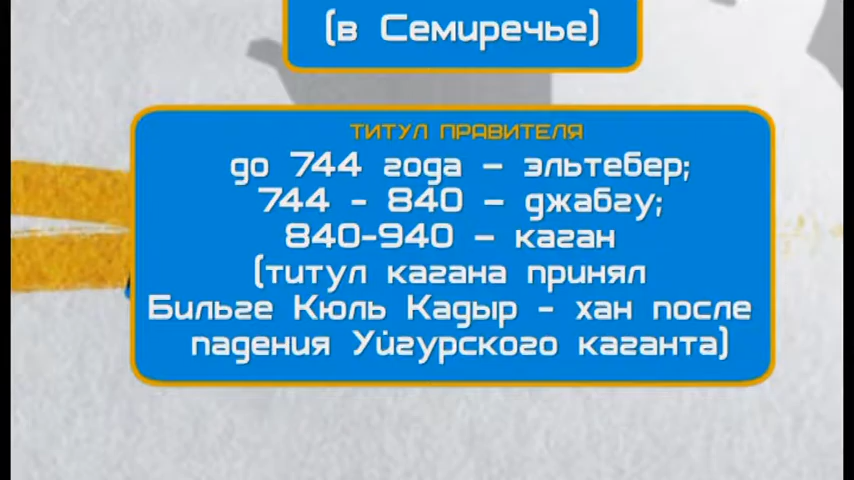 (в Семиречье)
ТИТУЛ ПРАВИТЕЛЯ
до 744 года – эльтебер;
744 - 840 – джабгу;
840-940 – каган
(титул кагана принял
Бильге Кюль Кадыр - хан после
падения Уйгурского каганта)